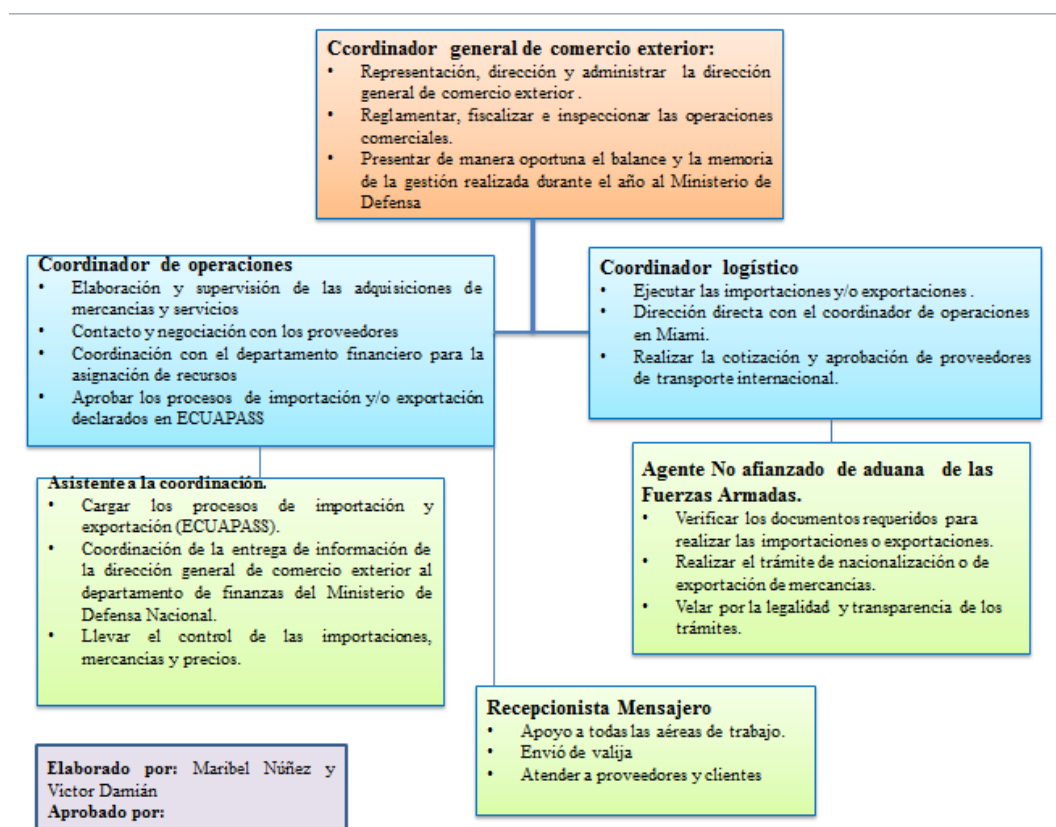 Ccordinador general de comercio exterior:
• Representación, dirección y administrar la dirección
general de comercio exterior .
• Reglamentar, fiscalizar e inspeccionar las operaciones
comerciales.
• Presentar de manera oportuna el balance y la memoria
de la gestión realizada durante el año al Ministerio de
Defensa
Coordinador de operaciones
• Elaboración y supervisión de las adquisiciones de
mercancías y servicios
• Contacto y negociación con los proveedores
• Coordinación con el departamento financiero para la
asignación de recursos
• Aprobar los procesos de importación y/o exportación
declarados en ECUAPASS
Coordinador logístico
• Ejecutar las importaciones y/o exportaciones .
• Dirección directa con el coordinador de operaciones
en Miami.
• Realizar la cotización y aprobación de proveedores
de transporte internacional.
Asistente a la coordinación.
• Cargar los procesos de importación y
exportación (ECUAPASS).
• Coordinación de la entrega de información de
la dirección general de comercio exterior al
departamento de finanzas del Ministerio de
Defensa Nacional.
• Llevar el control de las importaciones,
mercancías y precios.
Agente No afianzado de aduana de las
Fuerzas Armadas.
• Verificar los documentos requeridos para
realizar las importaciones o exportaciones.
• Realizar el trámite de nacionalización o de
exportación de mercancias.
• Velar por la legalidad y transparencia de los
trámites.
Recepcionista Mensajero
• Apoyo a todas las aéreas de trabajo.
• Envió de valija
• Atender a proveedores y clientes
Elaborado por: Maribel Núñez y
Victor Damián
Aprobado por: